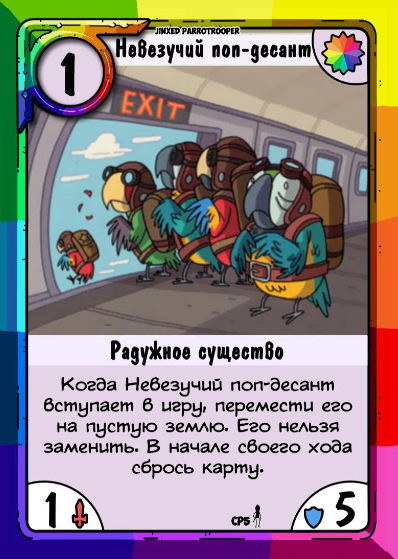 JINXED PARROTROOPER
Невезучий поп-десант
1
EXIT
Радужное существо
Когда Невезучий поп-десант
вступает в игру, перемести его
на пустую землю. Его нельзя
заменить. В начале своего хода
сбрось карту.
1
CP5
5